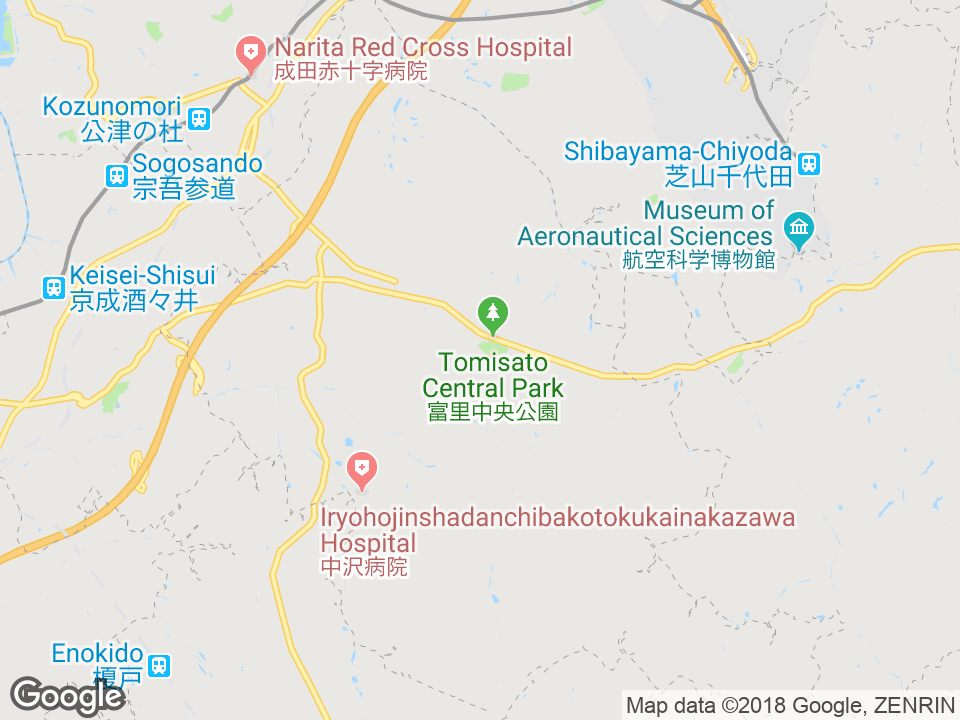 Narita Red Cross Hospital
成田赤十字病院
Kozunomori
公津の杜
Sogosando
宗吾参道
Shibayama-Chiyoda
芝山千代田
Museum of
Aeronautical Sciences
航空科学博物館
Keisei-Shisui
京成酒々井
Tomisato
Central Park
富里中央公園
Iryohojinshadanchibakotokukainakazawa
Hospital
中沢病院
Enokido
榎戸
Google
Map data ©2018 Google, ZENRIN